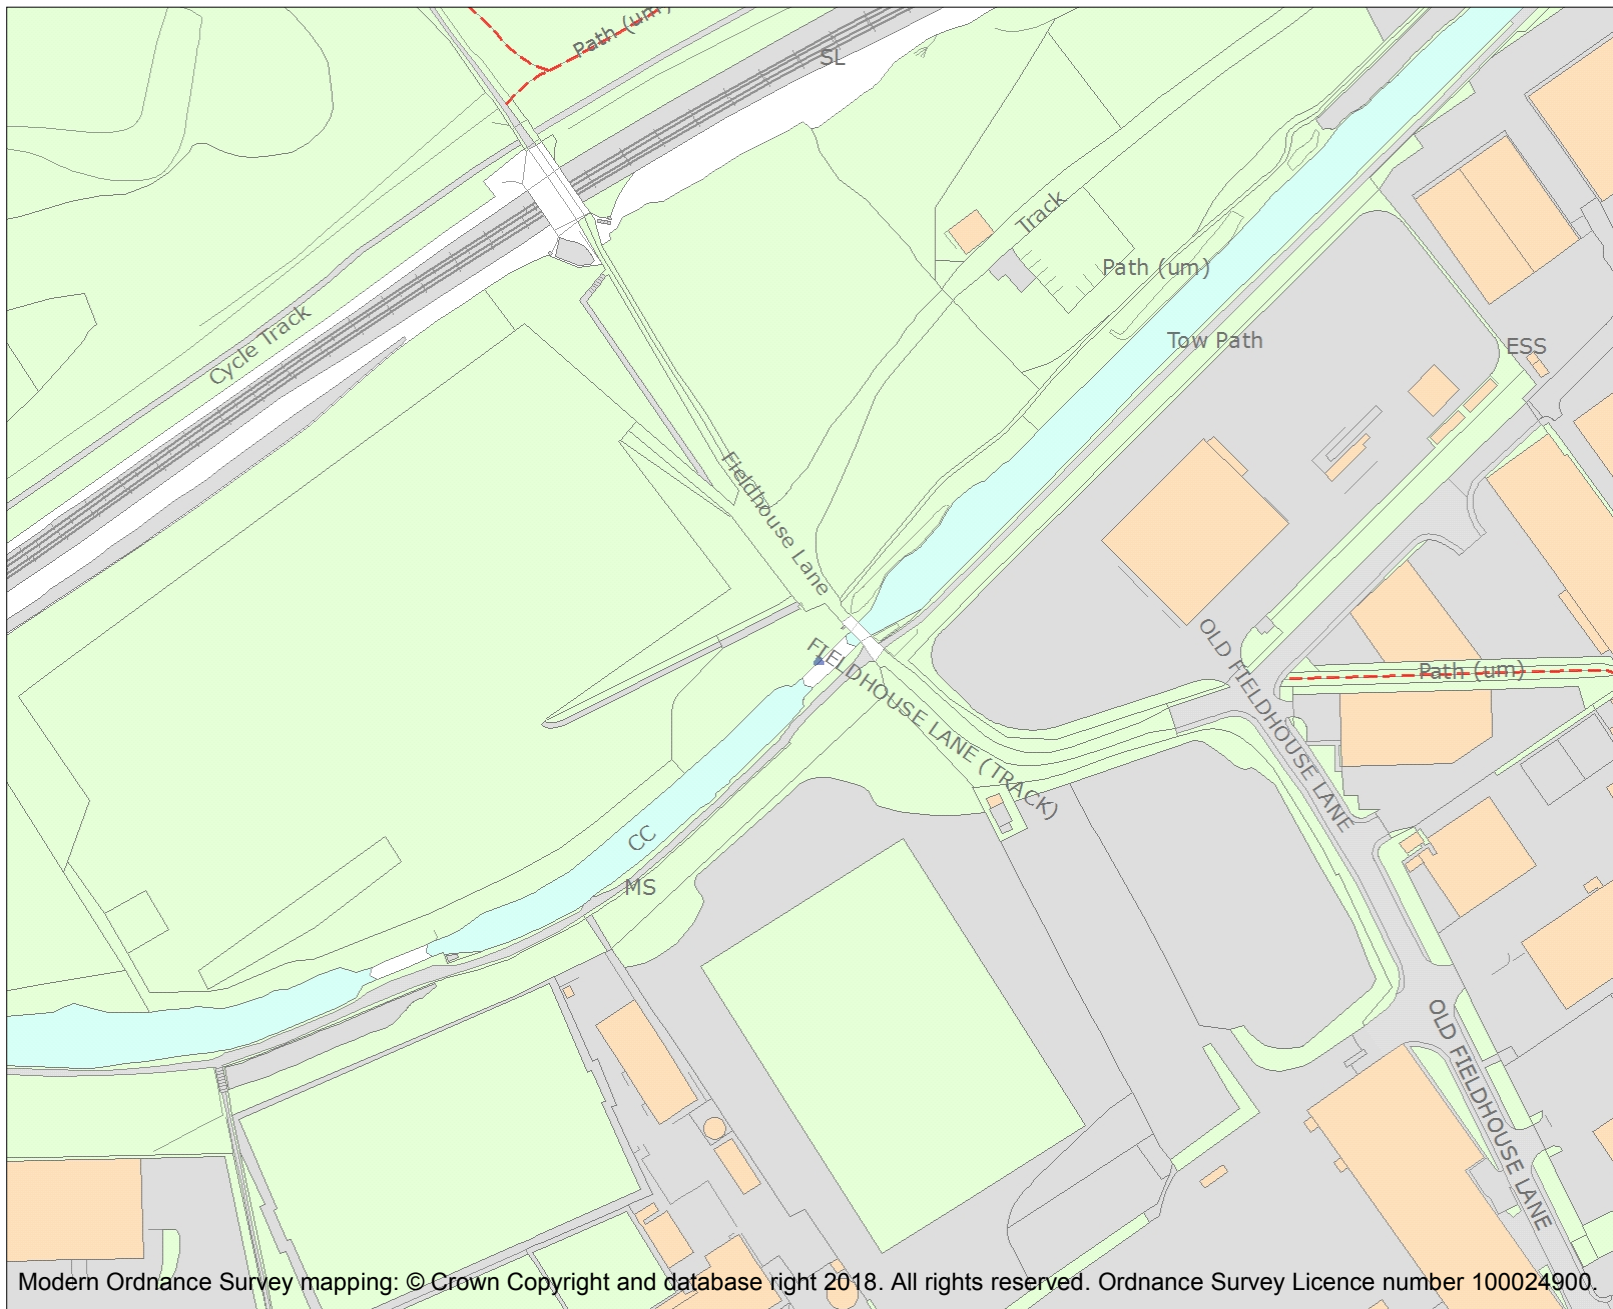 Path (um)
SL
Track
Path (um)
Cycle Track
Tow Path
ESS
Fieldhouse Lane
FIELDHOUSE LANE (TRACK)
OLD FIELDHOUSE LANE
Path (um)
CC
MS
OLD FIELDHOUSE LANE
Modern Ordnance Survey mapping: © Crown Copyright and database right 2018. All rights reserved. Ordnance Survey Licence number 100024900.